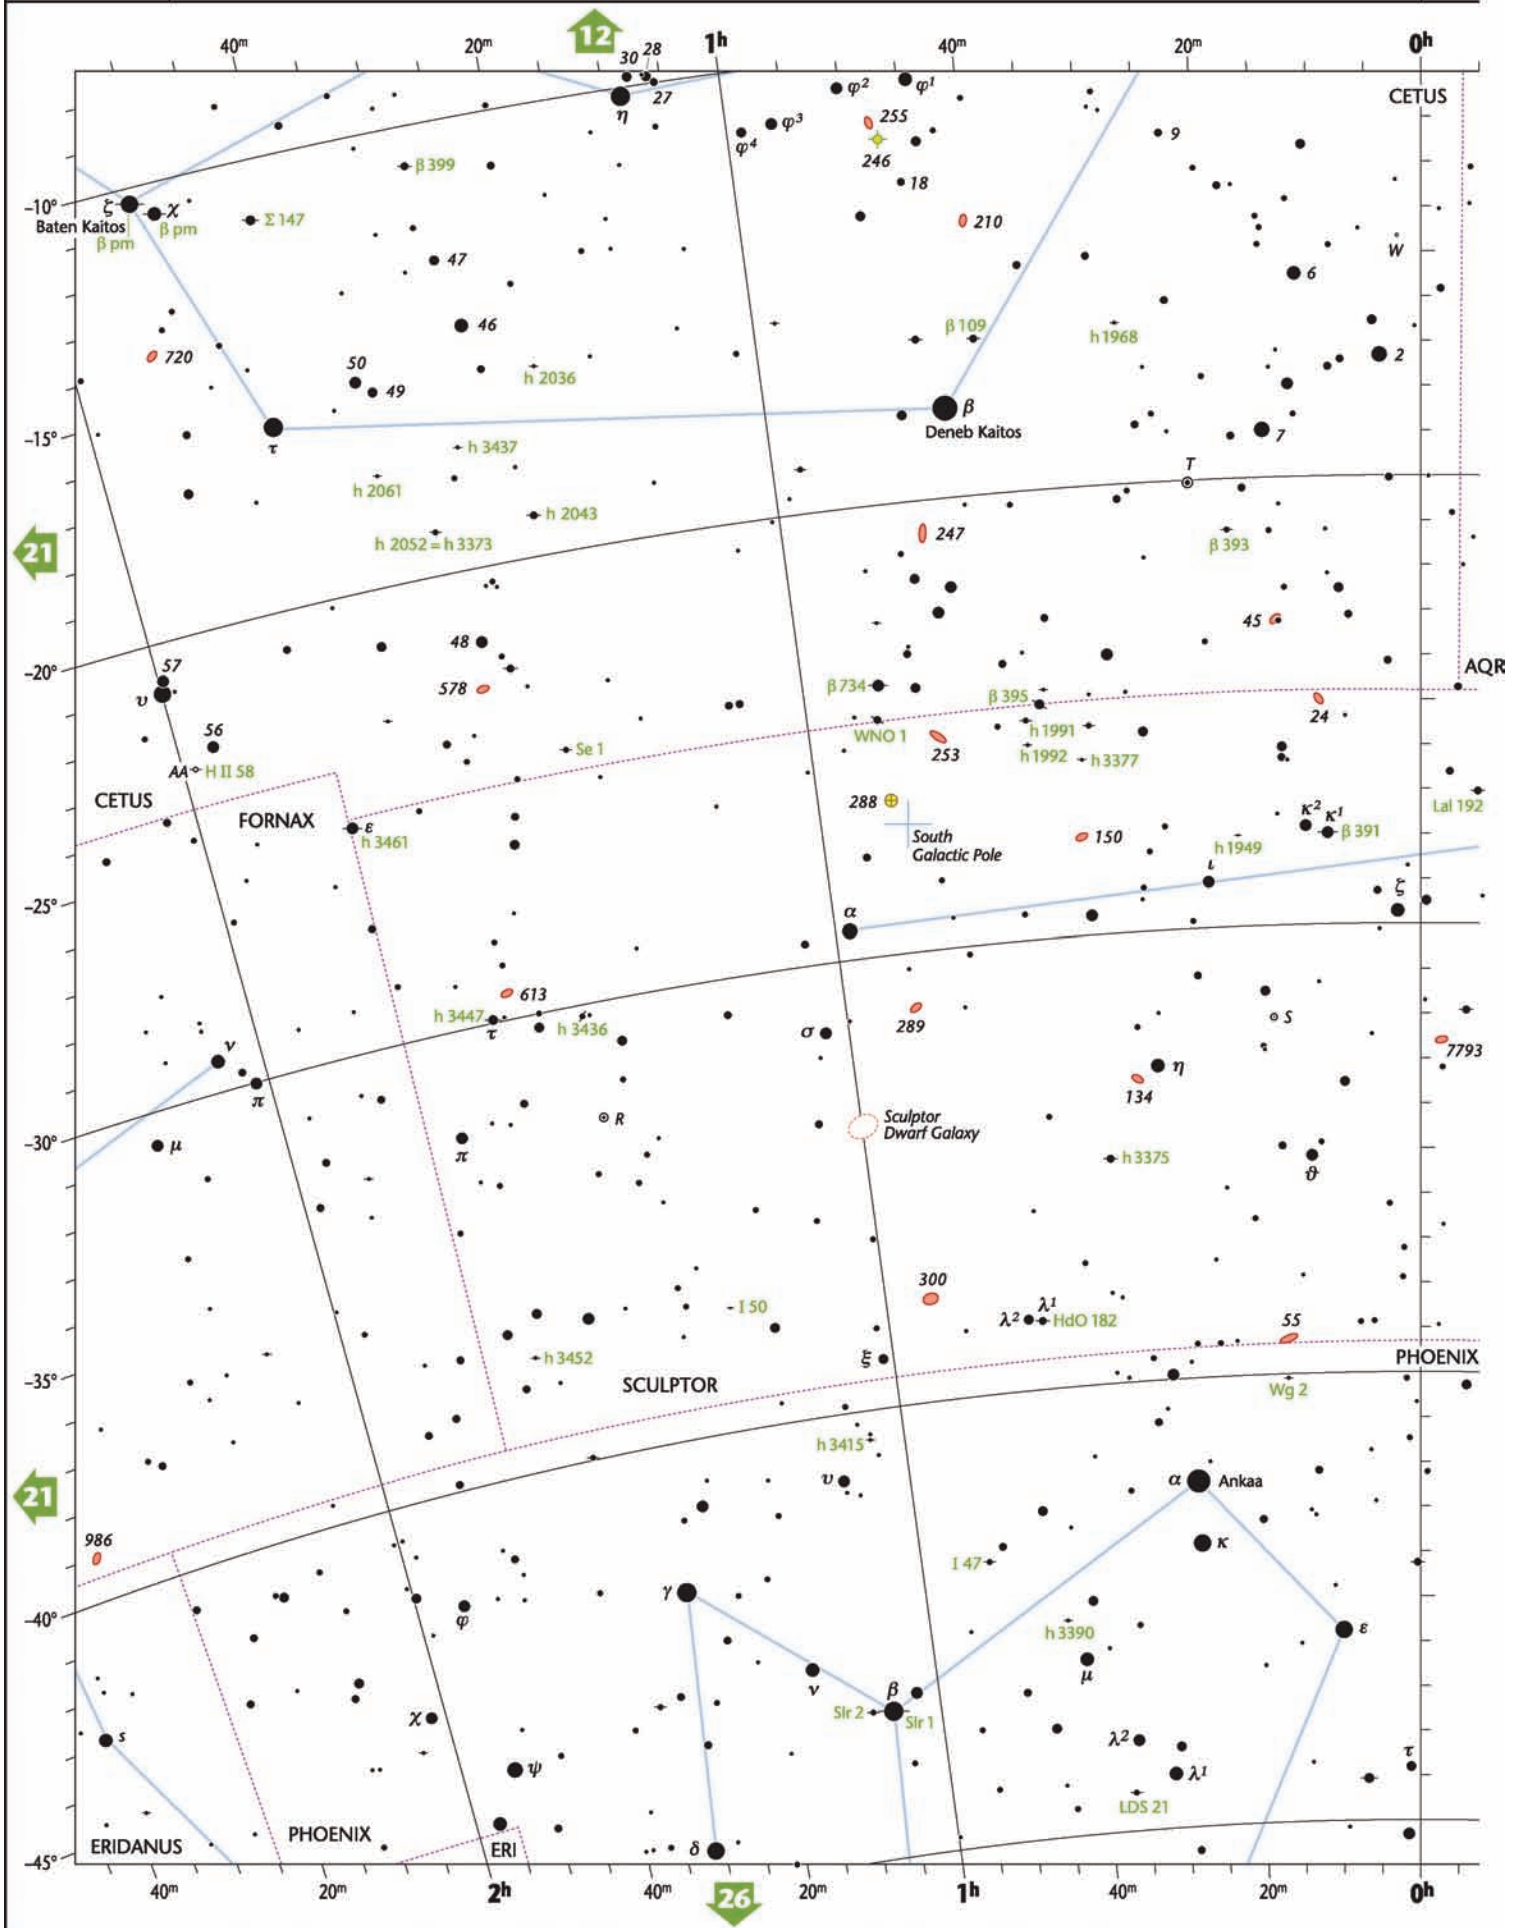 40m 20m 12 1h 40m 20m 0h
30 28
27
η
φ2 φ1
CETUS
255
φ3
φ4
246
9
β 399
18
ζ χ
Baten Kaitos
β pm
β pm
Σ 147
-10°
210
W
47
6
46
β 109
h 1968
720
50
49
h 2036
2
β
Deneb Kaitos
7
τ
-15°
h 3437
T
h 2061
h 2043
247
h 2052 = h 3373
β 393
21
48
45
-20°
57
υ
578
β 734
β 395
AQR
24
56
WNO 1
253
h 1991
h 1992
h 3377
Se 1
AA
H II 58
CETUS
FORNAX
288
κ2 κ1
β 391
Lal 192
ε
h 3461
South
Galactic Pole
150
h 1949
ι
ζ
-25°
α
613
h 3447
τ
h 3436
σ
289
S
7793
ν
η
134
π
R
Sculptor
Dwarf Galaxy
-30°
μ
π
h 3375
ϑ
300
I 50
λ2 λ1
HdO 182
55
h 3452
ξ
PHOENIX
-35°
SCULPTOR
Wg 2
h 3415
υ
α
Ankaa
21
986
κ
I 47
γ
-40°
φ
h 3390
ε
μ
ν
β
Slr 2
Slr 1
χ
s
λ2
τ
ψ
λ1
LDS 21
ERIDANUS
PHOENIX
ERI
δ
-45°
40m 20m 2h 40m 26 20m 1h 40m 20m 0h